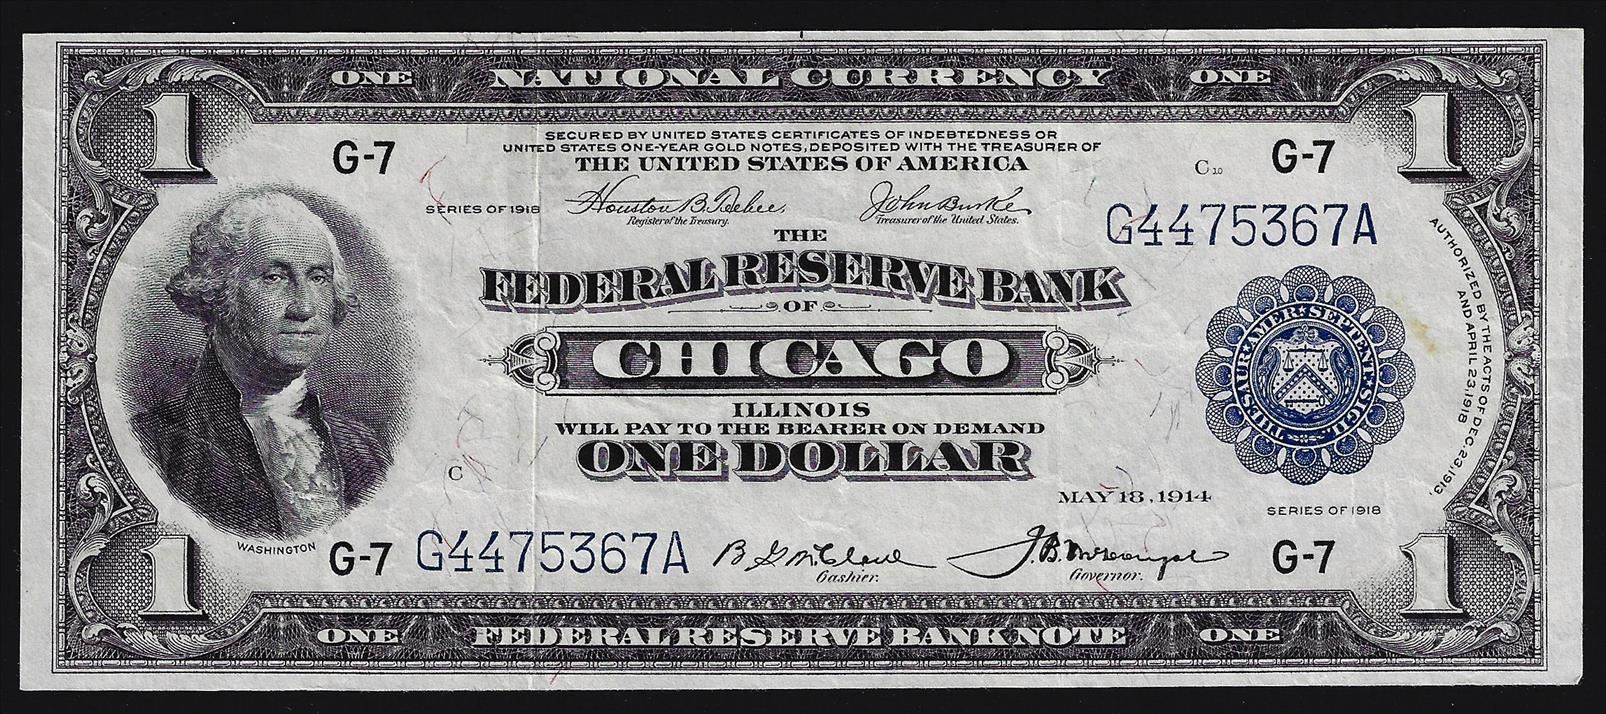 ONE NATIONAL CURRENCY ONE
1 1
SECURED BY UNITED STATES CERTIFICATES OF INDEBTEDNESS OR
UNITED STATES ONE-YEAR GOLD NOTES, DEPOSITED WITH THE TREASURER OF
THE UNITED STATES OF AMERICA
G-7 C10 G-7
SERIES OF 1918
Houston B. Teehee,
Register of the Treasury.
John Burke
Treasurer of the United States.
G4475367A
THE
FEDERAL RESERVE BANK
OF
CHICAGO
ILLINOIS
WILL PAY TO THE BEARER ON DEMAND
ONE DOLLAR
THESAUR.AMER.SEPTENT.SIGIL.
AUTHORIZED BY THE ACTS OF DEC. 23, 1913,
AND APRIL 23, 1918
C
MAY 18, 1914
SERIES OF 1918
WASHINGTON
G-7 G4475367A
Cashier.
J.B. McDougal
Governor.
G-7
1 1
ONE FEDERAL RESERVE BANK NOTE ONE